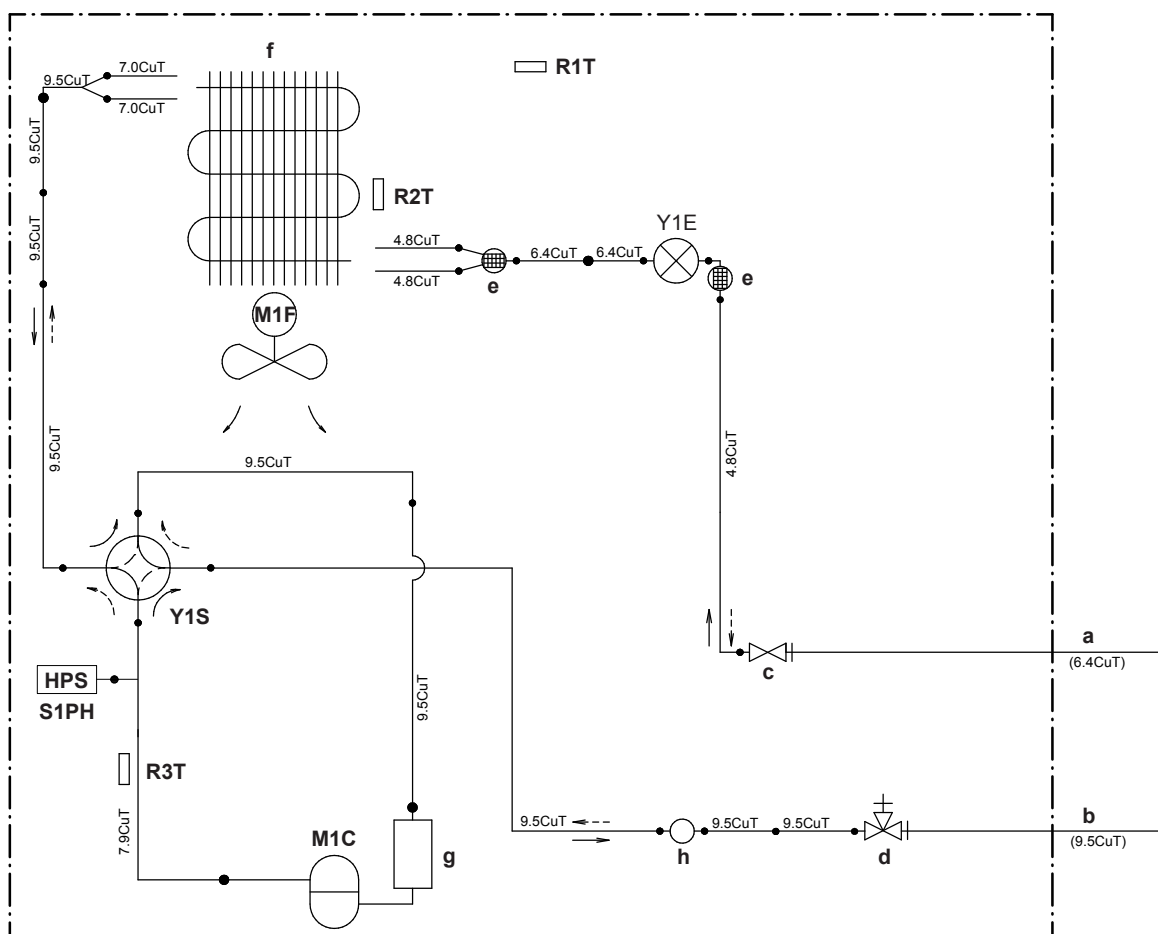 f
R1T
7.0CuT
9.5CuT
7.0CuT
9.5CuT
R2T
Y1E
9.5CuT
4.8CuT
6.4CuT
6.4CuT
4.8CuT
e
e
M1F
9.5CuT
9.5CuT
4.8CuT
Y1S
a
(6.4CuT)
c
HPS
S1PH
9.5CuT
R3T
7.9CuT
M1C
g
9.5CuT
9.5CuT
9.5CuT
b
(9.5CuT)
h
d